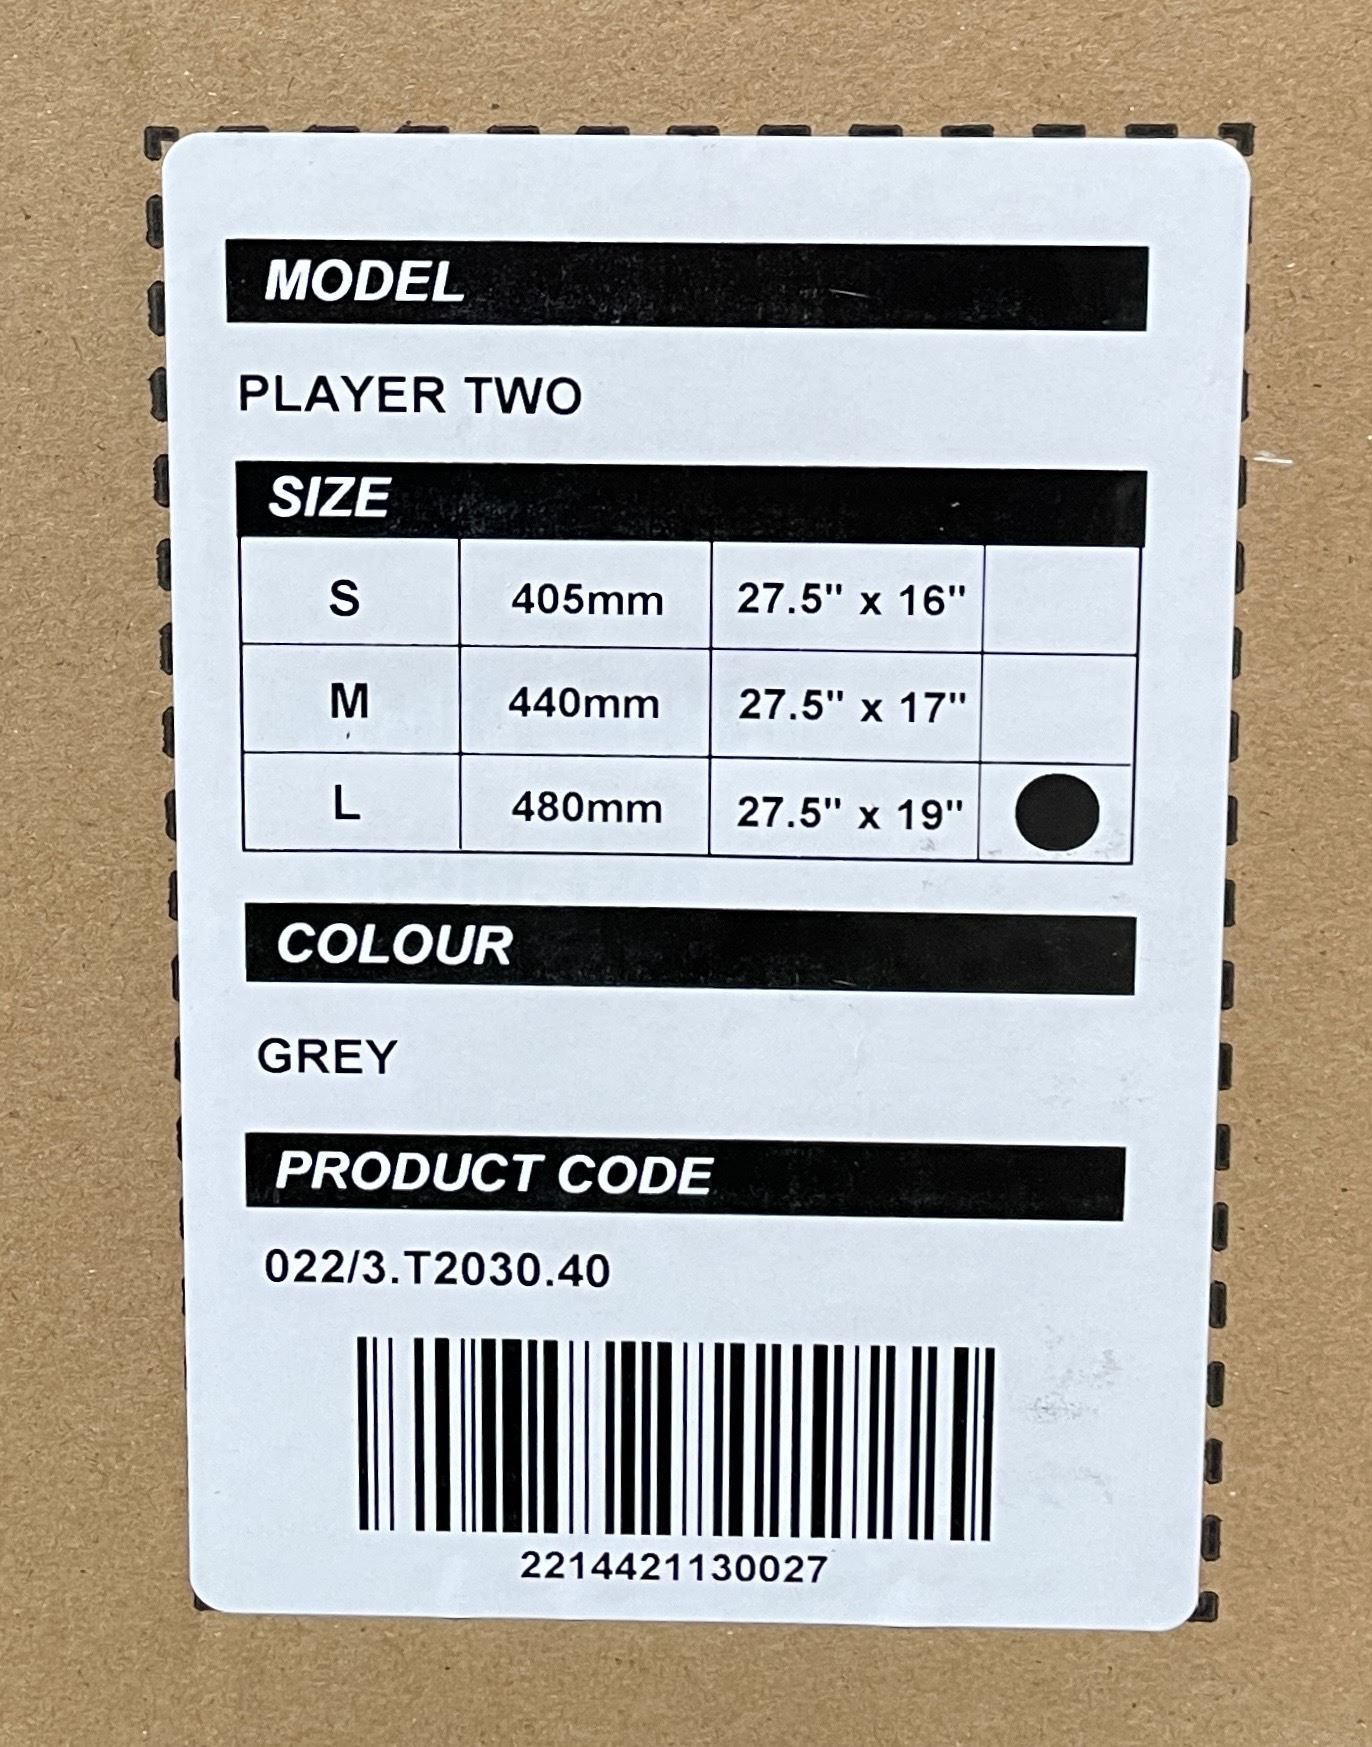 MODEL
PLAYER TWO
SIZE
S 405mm 27.5" x 16"
M 440mm 27.5" x 17"
L 480mm 27.5" x 19"
COLOUR
GREY
PRODUCT CODE
022/3.T2030.40
2214421130027